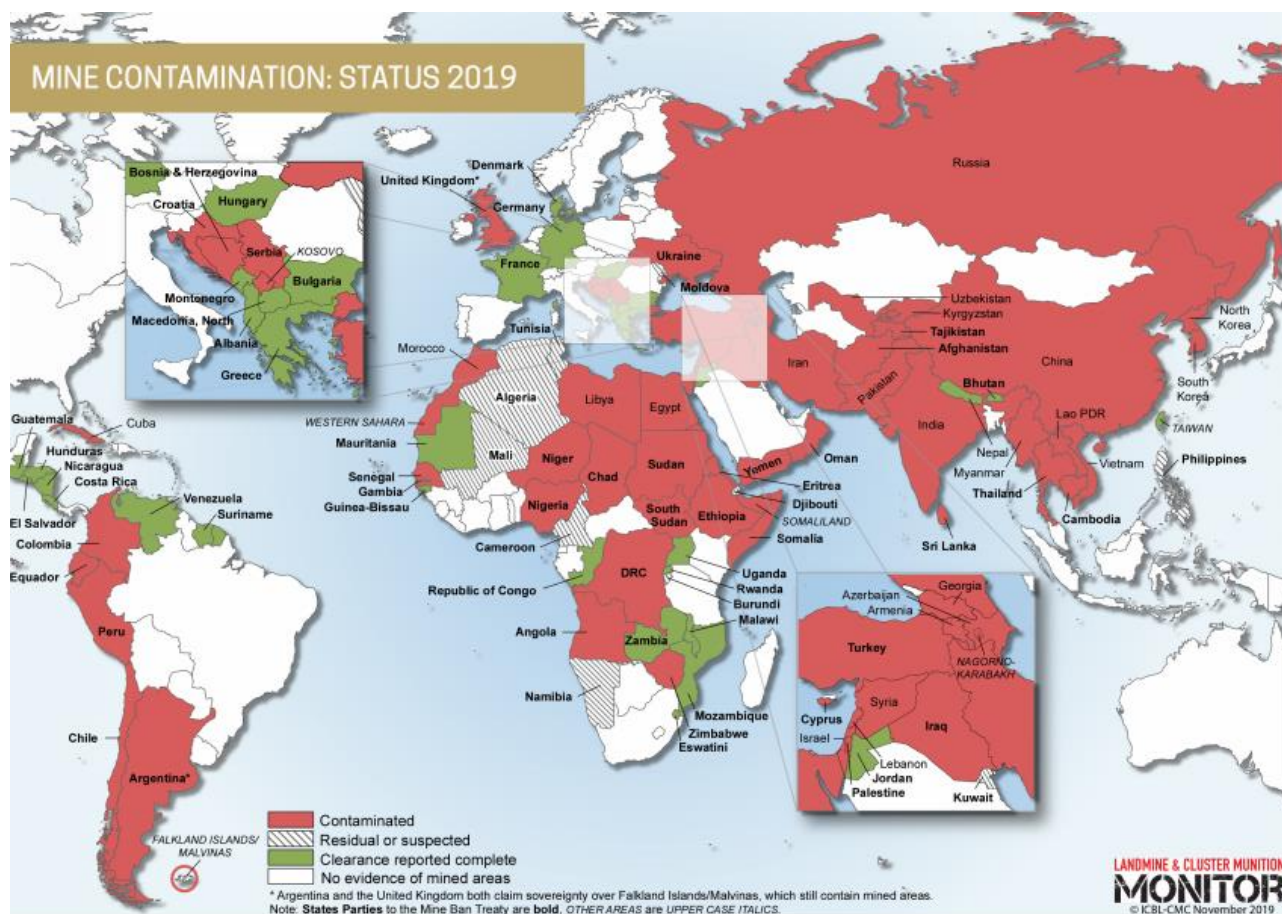 MINE CONTAMINATION: STATUS 2019
Bosnia & Herzegovina
Croatia
Hungary
Serbia
KOSOVO
Bulgaria
Montenegro
Macedonia, North
Albania
Greece
Denmark
United Kingdom*
Germany
France
Ukraine
Moldova
Russia
Tunisia
Morocco
Algeria
Libya
Egypt
WESTERN SAHARA
Mauritania
Mali
Niger
Chad
Sudan
Senegal
Gambia
Guinea-Bissau
Nigeria
South
Sudan
Ethiopia
Cameroon
Republic of Congo
DRC
Angola
Zambia
Namibia
Yemen
Oman
Eritrea
Djibouti
SOMALILAND
Somalia
Uganda
Rwanda
Burundi
Malawi
Mozambique
Zimbabwe
Eswatini
Iran
Uzbekistan
Kyrgyzstan
Tajikistan
Afghanistan
Pakistan
India
China
Bhutan
Nepal
Myanmar
Lao PDR
Thailand
Vietnam
Cambodia
Sri Lanka
North
Korea
South
Korea
TAIWAN
Philippines
Guatemala
Cuba
Hunduras
Nicaragua
Costa Rica
El Salvador
Venezuela
Suriname
Colombia
Equador
Peru
Chile
Argentina*
FALKLAND ISLANDS/
MALVINAS
Georgia
Azerbaijan
Armenia
NAGORNO-
KARABAKH
Turkey
Cyprus
Syria
Israel
Iraq
Lebanon
Jordan
Palestine
Kuwait
Contaminated
Residual or suspected
Clearance reported complete
No evidence of mined areas
* Argentina and the United Kingdom both claim sovereignty over Falkland Islands/Malvinas, which still contain mined areas.
Note: States Parties to the Mine Ban Treaty are bold. OTHER AREAS are UPPER CASE ITALICS.
LANDMINE & CLUSTER MUNITION
MONITOR
© ICBL-CMC November 2019